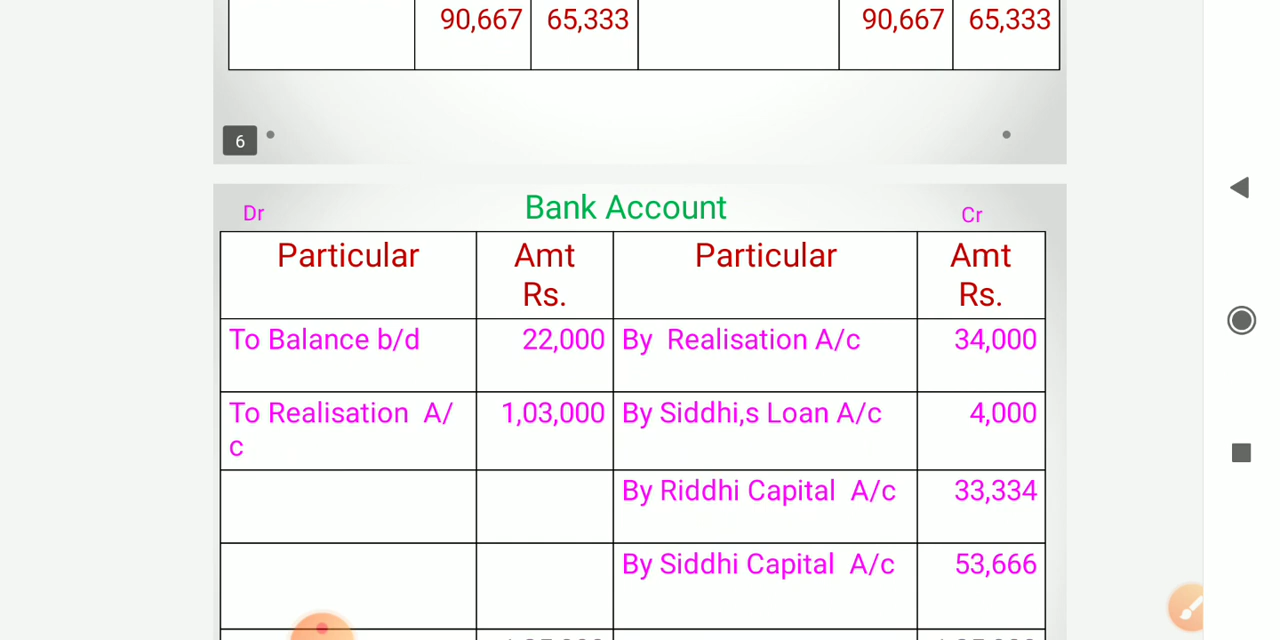 90,667 65,333 90,667 65,333
6
Dr Bank Account Cr
Particular Amt Rs. Particular Amt Rs.
To Balance b/d 22,000 By Realisation A/c 34,000
To Realisation A/c 1,03,000 By Siddhi,s Loan A/c 4,000
By Riddhi Capital A/c 33,334
By Siddhi Capital A/c 53,666